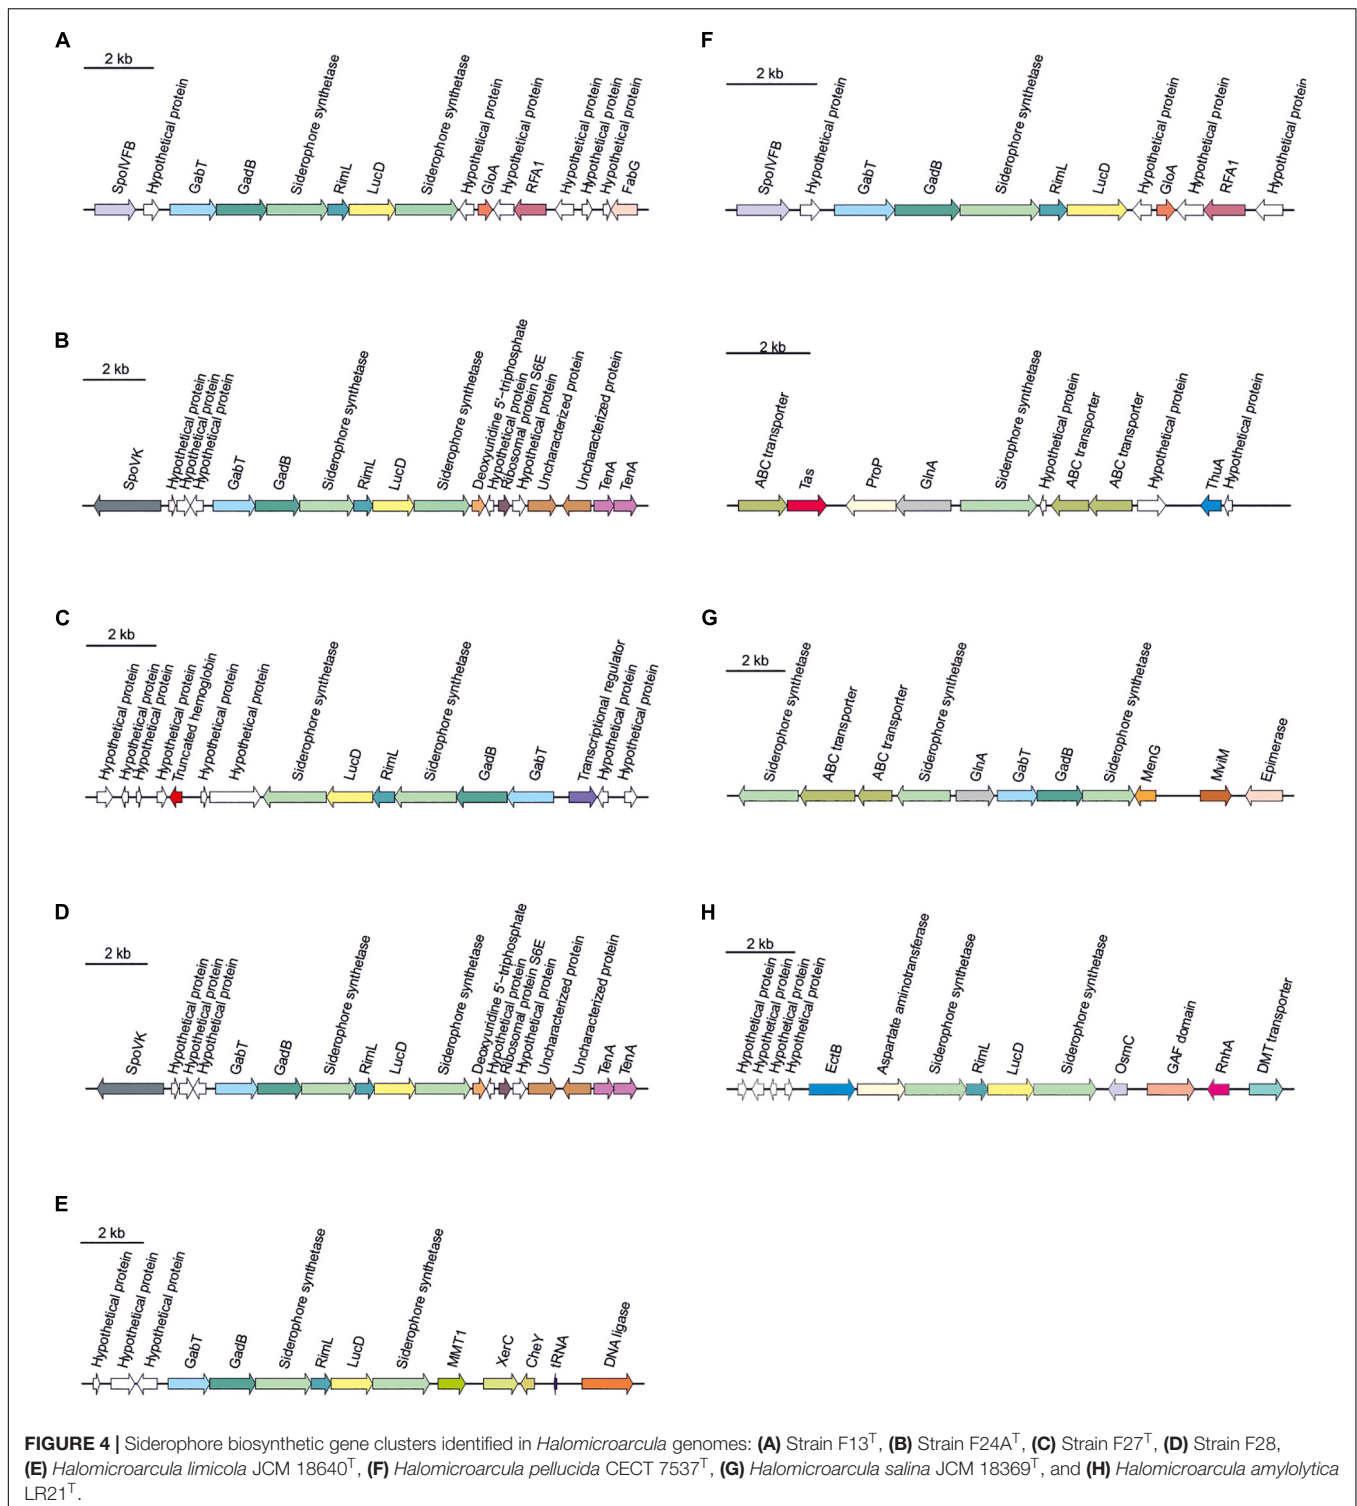 A
2 kb
SpoIVFB
Hypothetical protein
GabT
GadB
Siderophore synthetase
RimL
LucD
Siderophore synthetase
Hypothetical protein
GloA
Hypothetical protein
RFA1
Hypothetical protein
Hypothetical protein
Hypothetical protein
FabG
B
2 kb
SpoVK
Hypothetical protein
Hypothetical protein
Hypothetical protein
GabT
GadB
Siderophore synthetase
RimL
LucD
Siderophore synthetase
Deoxyuridine 5'-triphosphate
Hypothetical protein
Ribosomal protein S6E
Hypothetical protein
Uncharacterized protein
Uncharacterized protein
TenA
TenA
C
2 kb
Hypothetical protein
Hypothetical protein
Hypothetical protein
Hypothetical protein
Truncated hemoglobin
Hypothetical protein
Hypothetical protein
Siderophore synthetase
LucD
RimL
Siderophore synthetase
GadB
GabT
Transcriptional regulator
Hypothetical protein
Hypothetical protein
D
2 kb
SpoVK
Hypothetical protein
Hypothetical protein
Hypothetical protein
GabT
GadB
Siderophore synthetase
RimL
LucD
Siderophore synthetase
Deoxyuridine 5'-triphosphate
Hypothetical protein
Ribosomal protein S6E
Hypothetical protein
Uncharacterized protein
Uncharacterized protein
TenA
TenA
E
2 kb
Hypothetical protein
Hypothetical protein
Hypothetical protein
GabT
GadB
Siderophore synthetase
RimL
LucD
Siderophore synthetase
MMT1
XerC
CheY
tRNA
DNA ligase
F
2 kb
SpoIVFB
Hypothetical protein
GabT
GadB
Siderophore synthetase
RimL
LucD
Hypothetical protein
GloA
Hypothetical protein
RFA1
Hypothetical protein
2 kb
ABC transporter
Tas
ProP
GlnA
Siderophore synthetase
Hypothetical protein
ABC transporter
ABC transporter
Hypothetical protein
ThuA
Hypothetical protein
G
2 kb
Siderophore synthetase
ABC transporter
ABC transporter
Siderophore synthetase
GlnA
GabT
GadB
Siderophore synthetase
MenG
MviM
Epimerase
H
2 kb
Hypothetical protein
Hypothetical protein
Hypothetical protein
Hypothetical protein
EctB
Aspartate aminotransferase
Siderophore synthetase
RimL
LucD
Siderophore synthetase
OsmC
GAF domain
RnhA
DMT transporter
FIGURE 4 | Siderophore biosynthetic gene clusters identified in Halomicroarcula genomes: (A) Strain F13T, (B) Strain F24AT, (C) Strain F27T, (D) Strain F28,
(E) Halomicroarcula limicola JCM 18640T, (F) Halomicroarcula pellucida CECT 7537T, (G) Halomicroarcula salina JCM 18369T, and (H) Halomicroarcula amylolytica
LR21T.